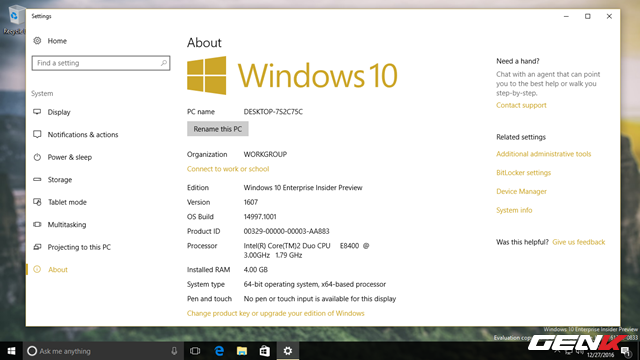 Recycle Bin
Settings
Home
About
Windows 10
Find a setting
System
Display
Notifications & actions
Power & sleep
Storage
Tablet mode
Multitasking
Projecting to this PC
About
PC name DESKTOP-7S2C75C
Rename this PC
Organization WORKGROUP
Connect to work or school
Edition Windows 10 Enterprise Insider Preview
Version 1607
OS Build 14997.1001
Product ID 00329-00000-00003-AA883
Processor Intel(R) Core(TM)2 Duo CPU E8400 @
3.00GHz 1.79 GHz
Installed RAM 4.00 GB
System type 64-bit operating system, x64-based processor
Pen and touch No pen or touch input is available for this display
Change product key or upgrade your edition of Windows
Need a hand?
Chat with an agent that can point
you to the best help or walk you
step-by-step.
Contact support
Related settings
Additional administrative tools
BitLocker settings
Device Manager
System info
Was this helpful? Give us feedback
Windows 10 Enterprise Insider Preview
Evaluation
Ask me anything
12/27/2016
GENK